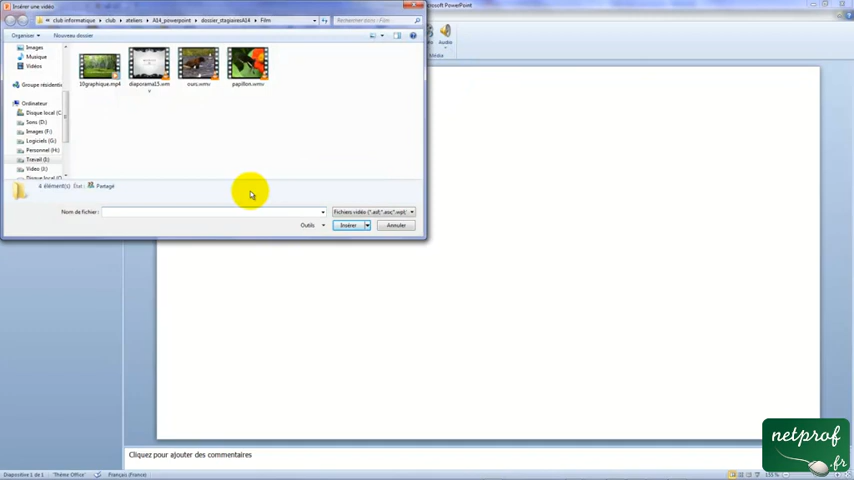 Insérer une vidéo
Microsoft PowerPoint
club informatique ▸ club ▸ ateliers ▸ A14_powerpoint ▸ dossier_stagiairesA14 ▸ Film
Rechercher dans : Film
Organiser
Nouveau dossier
Audio
Média
Images
Musique
Vidéos
10graphique.mp4
diaporama15.wmv
ours.wmv
papillon.wmv
Groupe résidentiel
Ordinateur
Disque local (C:
Sons (D:)
Images (F:)
Logiciels (G:)
Personnel (H:)
Travail (I:)
Video (J:)
4 élément(s) État : Partagé
Nom de fichier :
Fichiers vidéo
Outils
Insérer
Annuler
netprof
.fr
Cliquez pour ajouter des commentaires
Diapositive 1 de 1
"Thème Office"
Français (France)
155 %